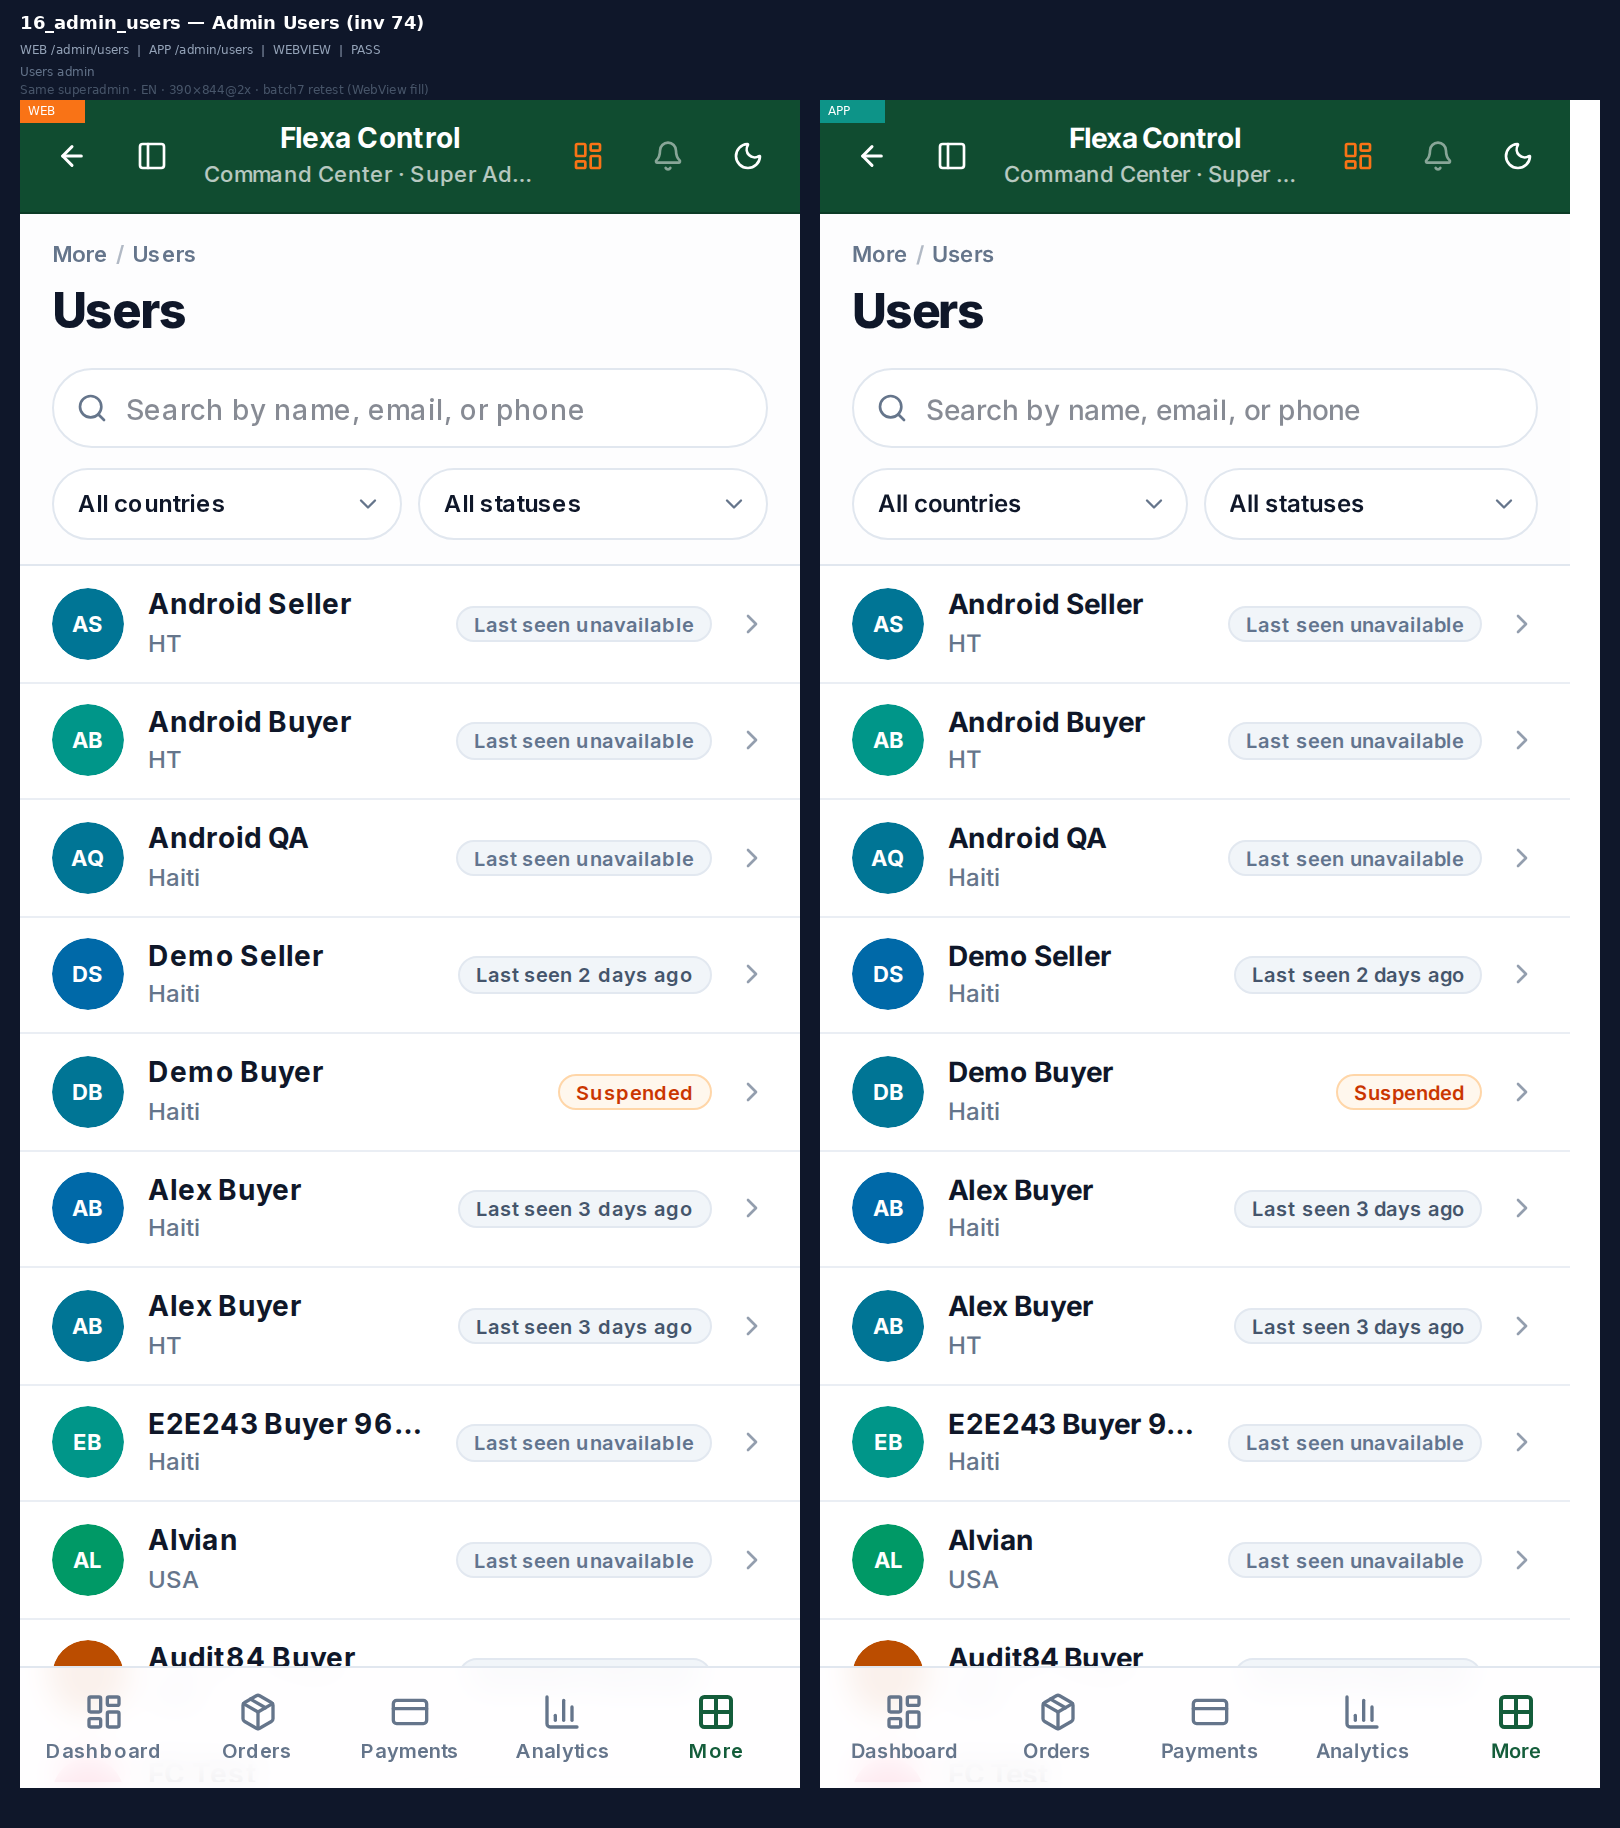 16_admin_users — Admin Users (inv 74)
WEB /admin/users | APP /admin/users | WEBVIEW | PASS
Users admin
Same superadmin · EN · 390×844@2x · batch7 retest (WebView fill)
WEB
Flexa Control
Command Center · Super Ad...
More / Users
Users
Search by name, email, or phone
All countries All statuses
AS Android Seller Last seen unavailable
HT
AB Android Buyer Last seen unavailable
HT
AQ Android QA Last seen unavailable
Haiti
DS Demo Seller Last seen 2 days ago
Haiti
DB Demo Buyer Suspended
Haiti
AB Alex Buyer Last seen 3 days ago
Haiti
AB Alex Buyer Last seen 3 days ago
HT
EB E2E243 Buyer 96... Last seen unavailable
Haiti
AL Alvian Last seen unavailable
USA
Audit84 Buyer
Dashboard Orders Payments Analytics More
FC Test
APP
Flexa Control
Command Center · Super ...
More / Users
Users
Search by name, email, or phone
All countries All statuses
AS Android Seller Last seen unavailable
HT
AB Android Buyer Last seen unavailable
HT
AQ Android QA Last seen unavailable
Haiti
DS Demo Seller Last seen 2 days ago
Haiti
DB Demo Buyer Suspended
Haiti
AB Alex Buyer Last seen 3 days ago
Haiti
AB Alex Buyer Last seen 3 days ago
HT
EB E2E243 Buyer 9... Last seen unavailable
Haiti
AL Alvian Last seen unavailable
USA
Audit84 Buyer
Dashboard Orders Payments Analytics More
FC Test